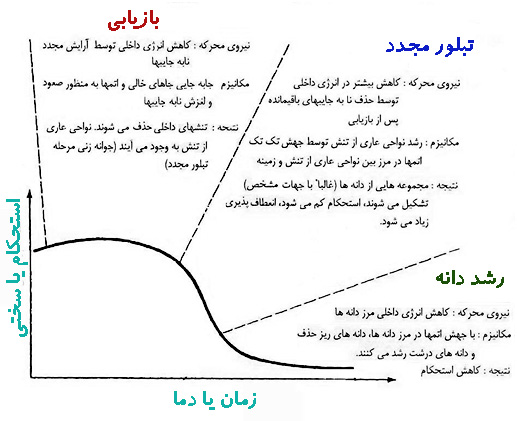 بازیابی
نیروی محرکه : کاهش انرژی داخلی توسط آرایش مجدد
نابه جاییها
مکانیزم جابه جایی جاهای خالی و اتمها به منظور صعود
و لغزش نابه جاییها
نتیجه : تنشهای داخلی حذف می شوند. نواحی عاری
از تنش به وجود می آیند (جوانه زنی مرحله
تبلور مجدد)
تبلور مجدد
نیروی محرکه : کاهش بیشتر در انرژی داخلی
توسط حذف نا به جاییهای باقیمانده
پس از بازیابی
مکانیزم : رشد نواحی عاری از تنش توسط جهش تک تک
اتمها در مرز بین نواحی عاری از تنش و زمینه
نتیجه : مجموعه هایی از دانه ها (غالبا" با جهات مشخص)
تشکیل می شوند، استحکام کم می شود، انعطاف پذیری
زیاد می شود.
رشد دانه
نیروی محرکه : کاهش انرژی داخلی مرز دانه ها
مکانیزم : با جهش اتمها در مرز دانه ها، دانه های ریز حذف
و دانه های درشت رشد می کنند.
نتیجه : کاهش استحکام
استحکام یا سختی
زمان یا دما